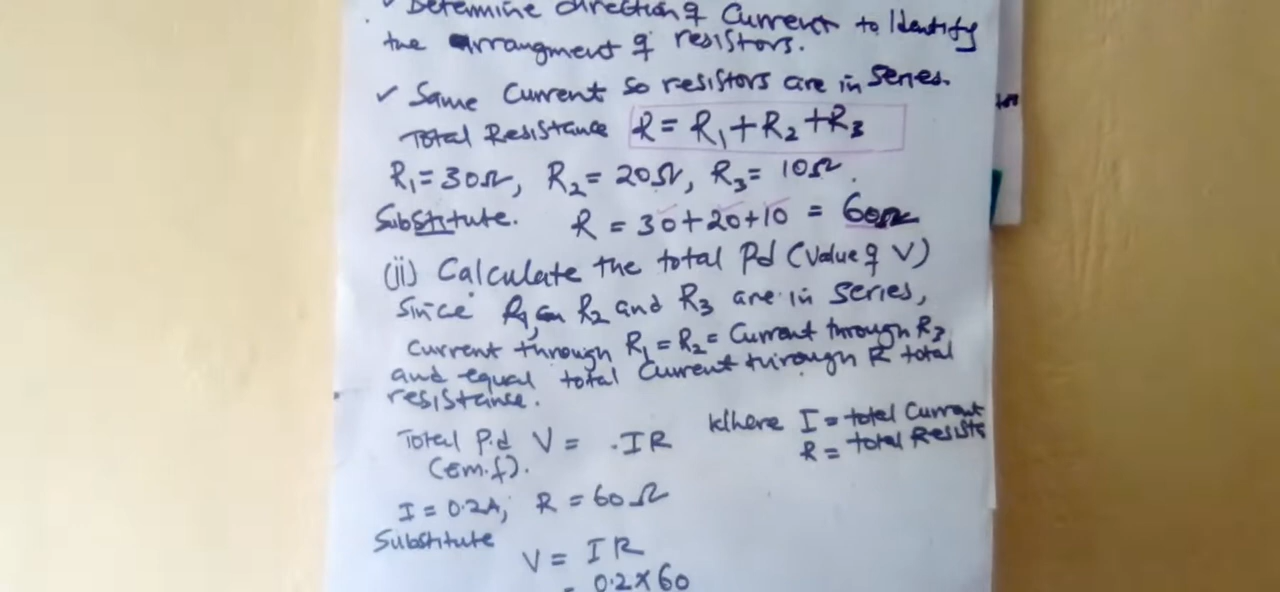 ✓ Determine direction of Current to Identify
the arrangment of resistors.
✓ Same Current so resistors are in Series.
Total Resistance R = R₁+R₂+R₃
R₁=30Ω, R₂= 20Ω, R₃= 10Ω.
Substitute. R = 30+20+10 = 60Ω
(ii) Calculate the total Pd (Value of V)
Since R₁, R₂ and R₃ are in Series,
current through R₁=R₂= Current through R₃
and equal total Current through R total
resistance.
Total P.d V = .IR Where I = total Current
(em.f). R = total Resists
I = 0.2A; R = 60Ω
Substitute
V = IR
= 0.2×60